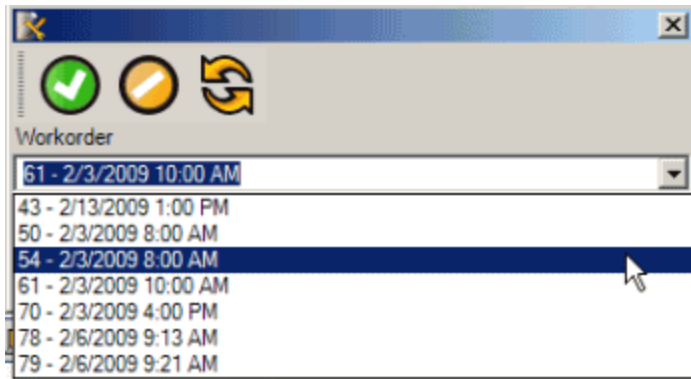 Workorder
61 - 2/3/2009 10:00 AM
43 - 2/13/2009 1:00 PM
50 - 2/3/2009 8:00 AM
54 - 2/3/2009 8:00 AM
61 - 2/3/2009 10:00 AM
70 - 2/3/2009 4:00 PM
78 - 2/6/2009 9:13 AM
79 - 2/6/2009 9:21 AM